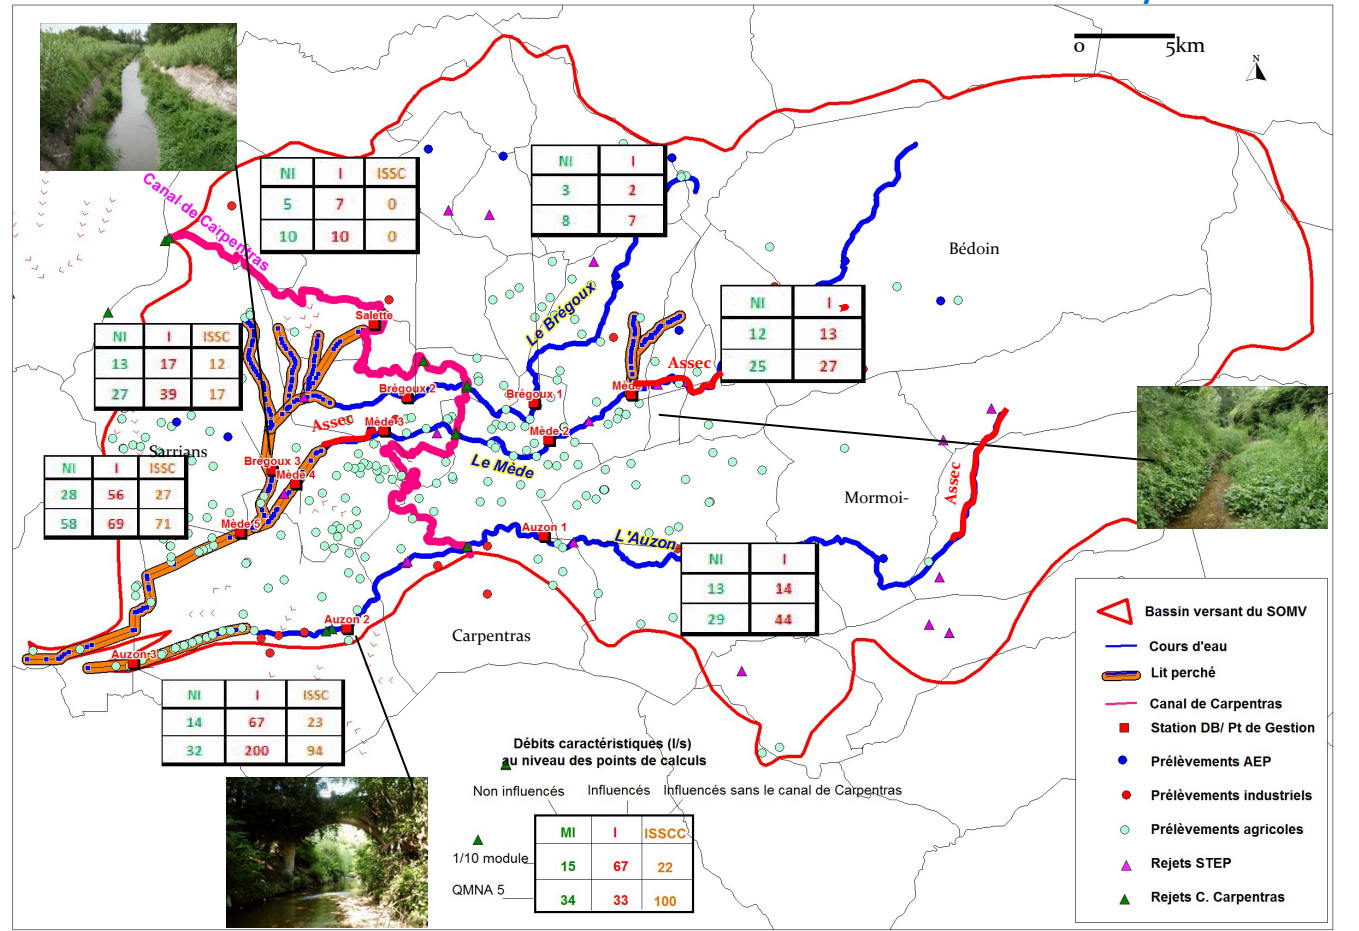 0 5km
N
Canal de Carpentras
NI I ISSC
5 7 0
10 10 0
NI I
3 2
8 7
Bédoin
NI I
12 13
25 27
Salette
Le Brégoux
Assec
NI I ISSC
13 17 12
27 39 17
Brégoux 2
Brégoux 1
Mède
Assec
Mède 3
Mède 2
Sarrians
Brégoux 3
Mède 4
Le Mède
NI I ISSC
28 56 27
58 69 71
Assec
Mormoi-
Mède 5
Auzon 1
L'Auzon
NI I
13 14
29 44
Auzon 2
Carpentras
Auzon 3
NI I ISSC
14 67 23
32 200 94
Débits caractéristiques (l/s)
au niveau des points de calculs
Non influencés Influencés Influencés sans le canal de Carpentras
MI I ISSCC
1/10 module 15 67 22
QMNA 5 34 33 100
Bassin versant du SOMV
Cours d'eau
Lit perché
Canal de Carpentras
Station DB/ Pt de Gestion
Prélèvements AEP
Prélèvements industriels
Prélèvements agricoles
Rejets STEP
Rejets C. Carpentras